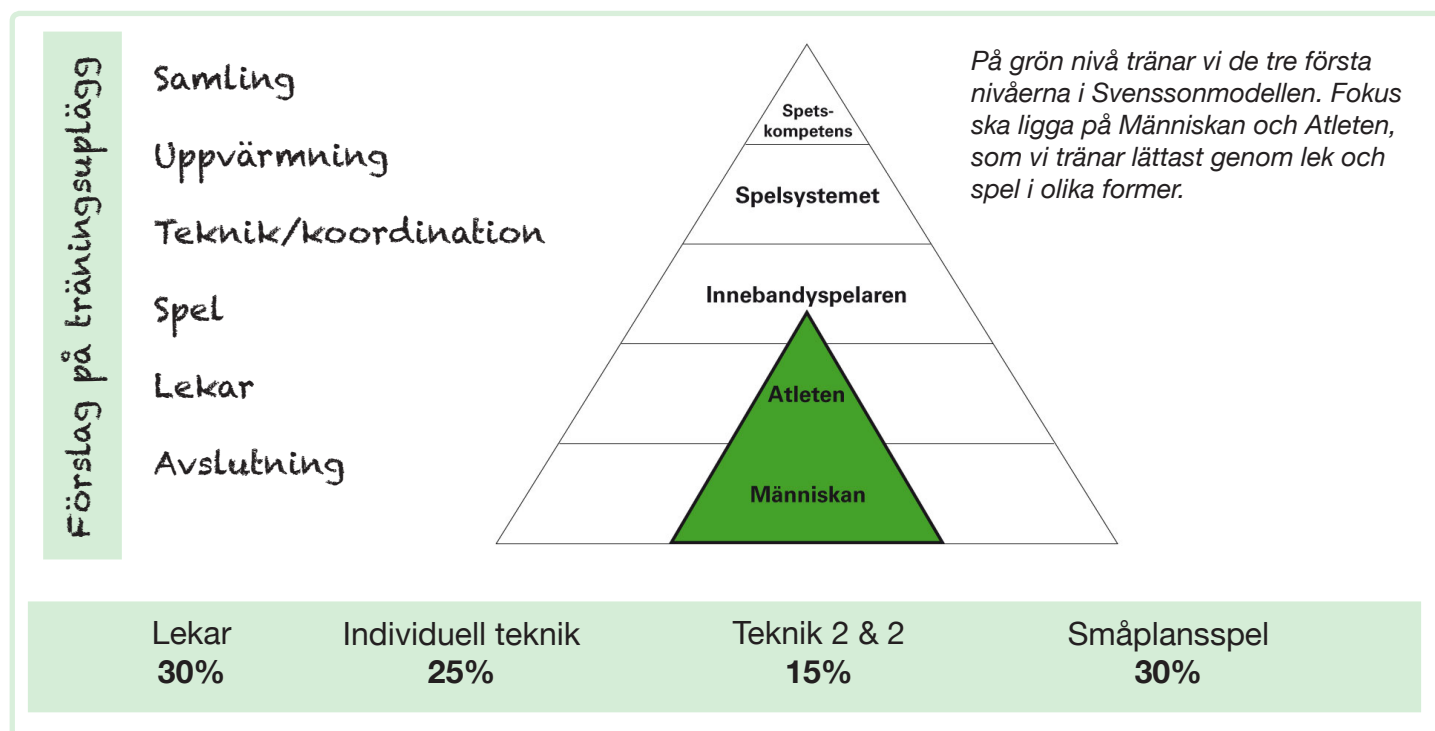 Förslag på träningsuplägg
Samling
Uppvärmning
Teknik/koordination
Spel
Lekar
Avslutning
Spets-
kompetens
Spelsystemet
Innebandyspelaren
Atleten
Människan
På grön nivå tränar vi de tre första
nivåerna i Svenssonmodellen. Fokus
ska ligga på Människan och Atleten,
som vi tränar lättast genom lek och
spel i olika former.
Lekar
30%
Individuell teknik
25%
Teknik 2 & 2
15%
Småplansspel
30%